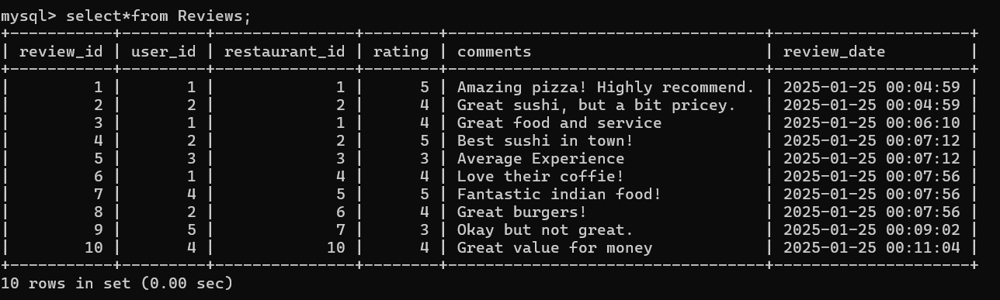 mysql> select*from Reviews;
+-----------+---------+---------------+--------+----------------------------------+---------------------+
| review_id | user_id | restaurant_id | rating | comments                         | review_date         |
+-----------+---------+---------------+--------+----------------------------------+---------------------+
|         1 |       1 |             1 |      5 | Amazing pizza! Highly recommend. | 2025-01-25 00:04:59 |
|         2 |       2 |             2 |      4 | Great sushi, but a bit pricey.   | 2025-01-25 00:04:59 |
|         3 |       1 |             1 |      4 | Great food and service           | 2025-01-25 00:06:10 |
|         4 |       2 |             2 |      5 | Best sushi in town!              | 2025-01-25 00:07:12 |
|         5 |       3 |             3 |      3 | Average Experience               | 2025-01-25 00:07:12 |
|         6 |       1 |             4 |      4 | Love their coffie!               | 2025-01-25 00:07:56 |
|         7 |       4 |             5 |      5 | Fantastic indian food!           | 2025-01-25 00:07:56 |
|         8 |       2 |             6 |      4 | Great burgers!                   | 2025-01-25 00:07:56 |
|         9 |       5 |             7 |      3 | Okay but not great.              | 2025-01-25 00:09:02 |
|        10 |       4 |            10 |      4 | Great value for money            | 2025-01-25 00:11:04 |
+-----------+---------+---------------+--------+----------------------------------+---------------------+
10 rows in set (0.00 sec)